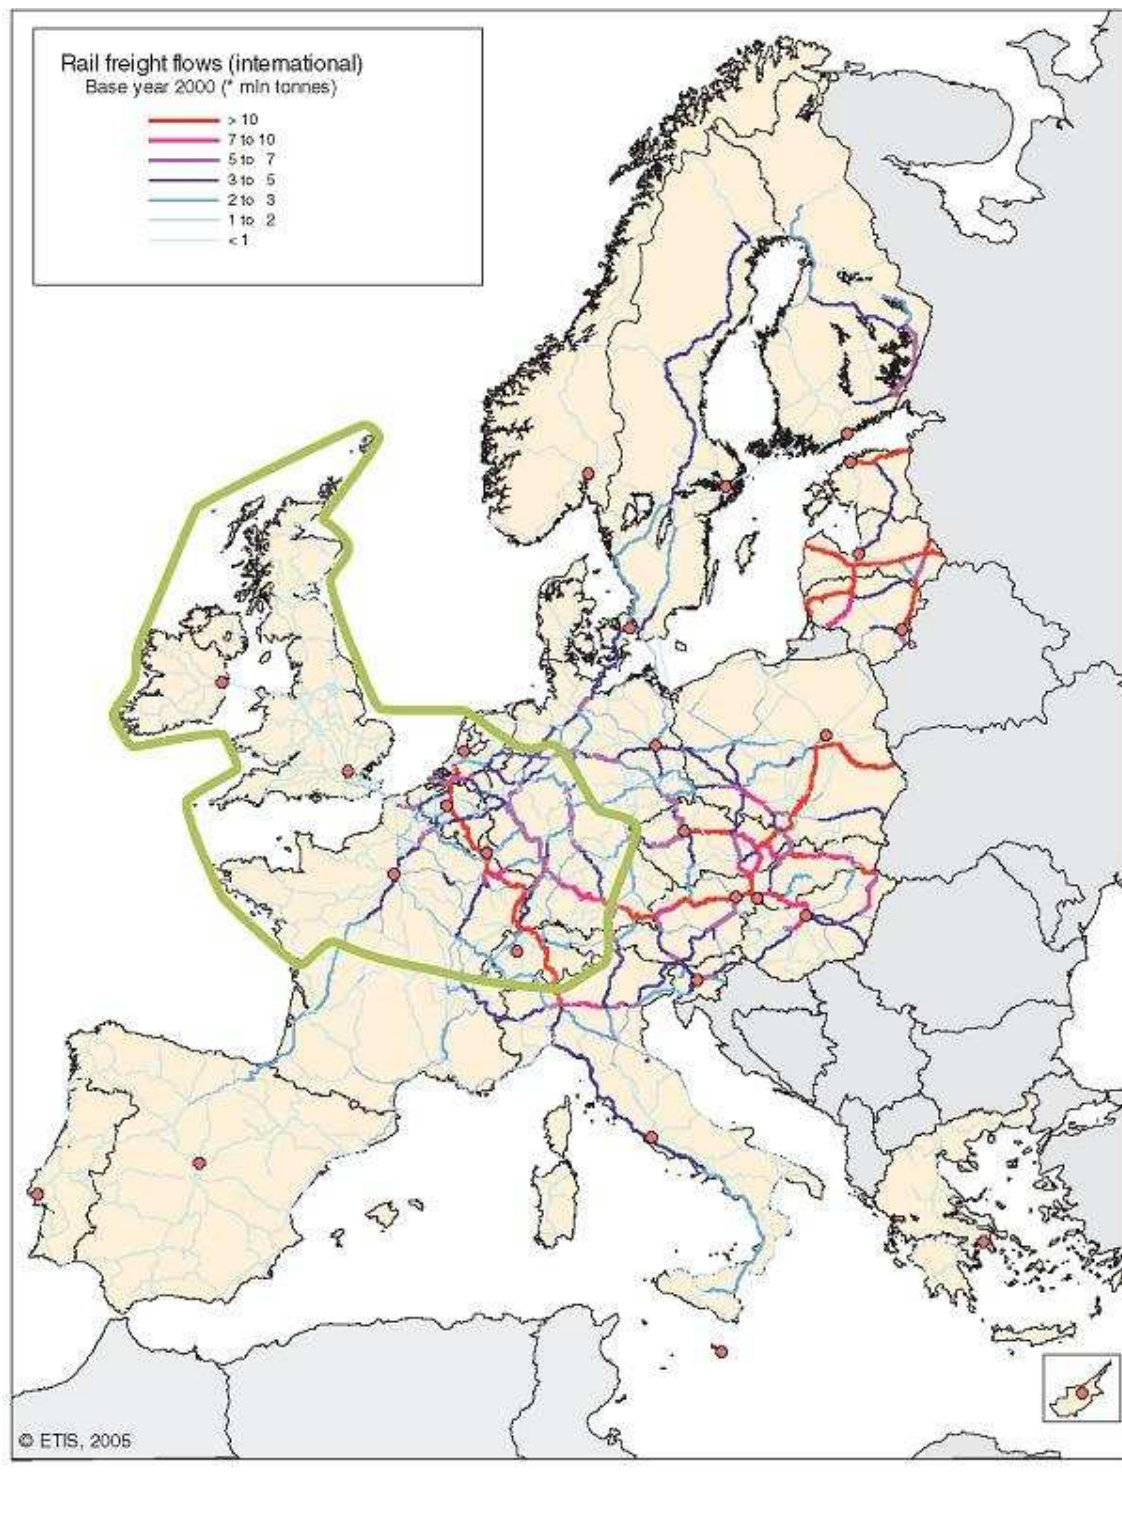 Rail freight flows (international)
Base year 2000 (* mln tonnes)
> 10
7 to 10
5 to 7
3 to 5
2 to 3
1 to 2
< 1
© ETIS, 2005